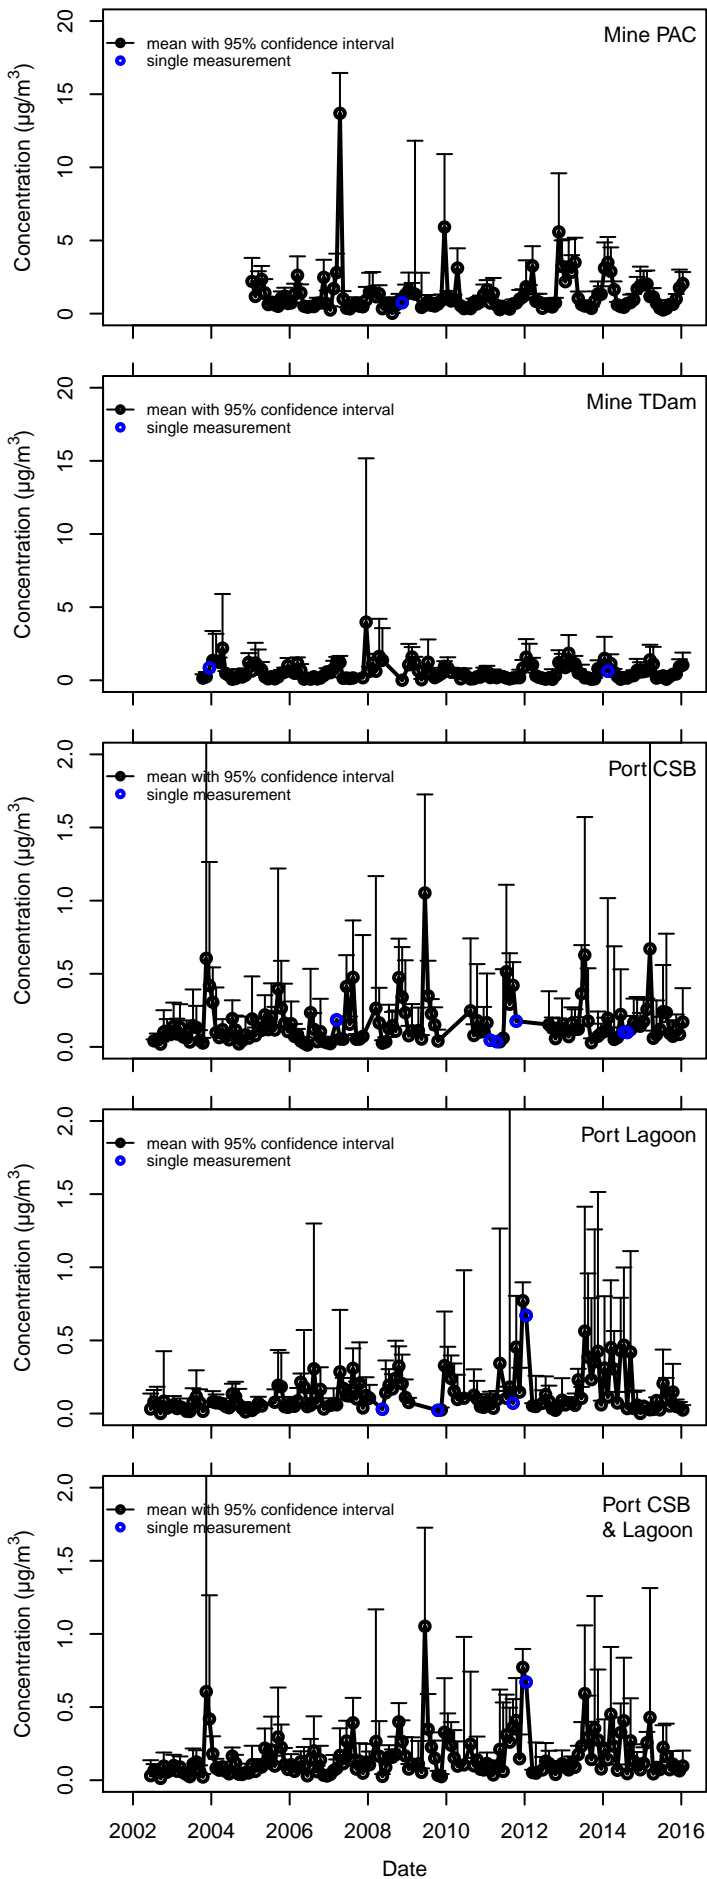 Mine PAC
mean with 95% confidence interval
single measurement
Concentration (µg/m³)
20
15
10
5
0
Mine TDam
mean with 95% confidence interval
single measurement
Concentration (µg/m³)
20
15
10
5
0
Port CSB
mean with 95% confidence interval
single measurement
Concentration (µg/m³)
2.0
1.5
1.0
0.5
0.0
Port Lagoon
mean with 95% confidence interval
single measurement
Concentration (µg/m³)
2.0
1.5
1.0
0.5
0.0
Port CSB
& Lagoon
mean with 95% confidence interval
single measurement
Concentration (µg/m³)
2.0
1.5
1.0
0.5
0.0
2002 2004 2006 2008 2010 2012 2014 2016
Date